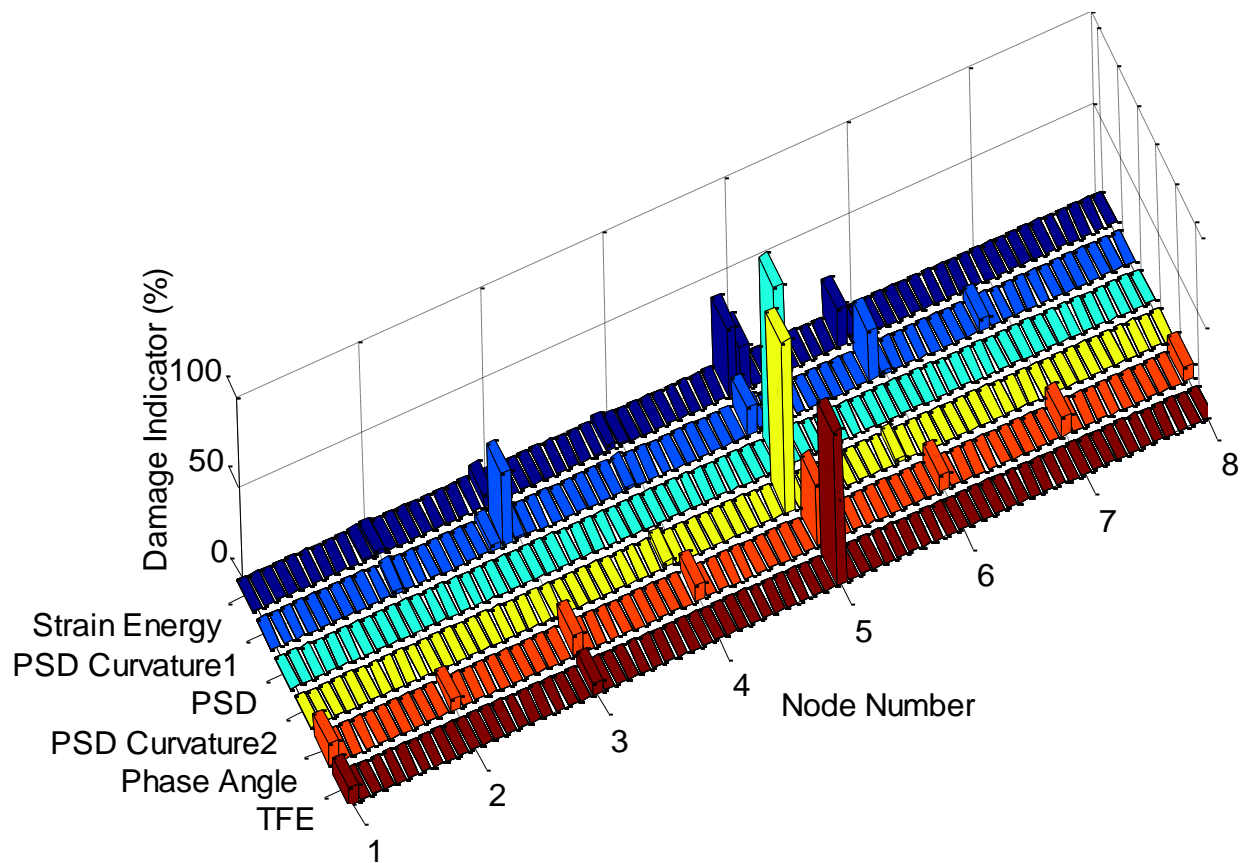 Damage Indicator (%)
100
50
0
Strain Energy
PSD Curvature1
PSD
PSD Curvature2
Phase Angle
TFE
1
2
3
4
5
6
7
8
Node Number